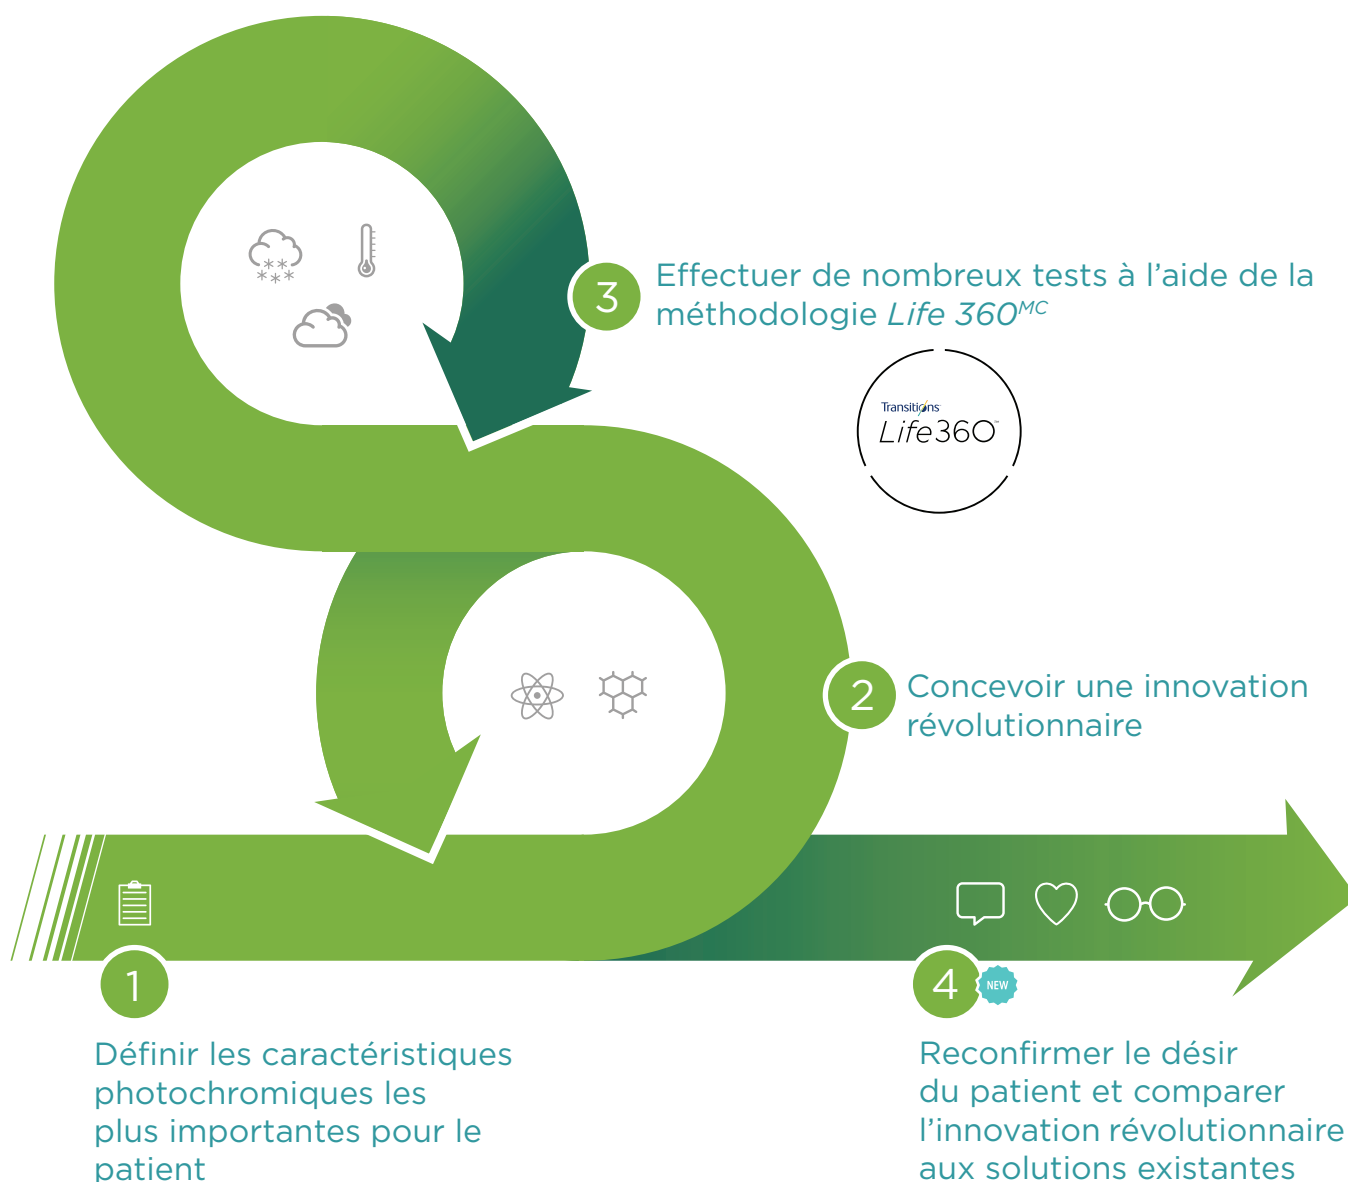 3
Effectuer de nombreux tests à l’aide de la
méthodologie Life 360MC
Transitions
Life360™
2
Concevoir une innovation
révolutionnaire
1
Définir les caractéristiques
photochromiques les
plus importantes pour le
patient
4
NEW
Reconfirmer le désir
du patient et comparer
l’innovation révolutionnaire
aux solutions existantes